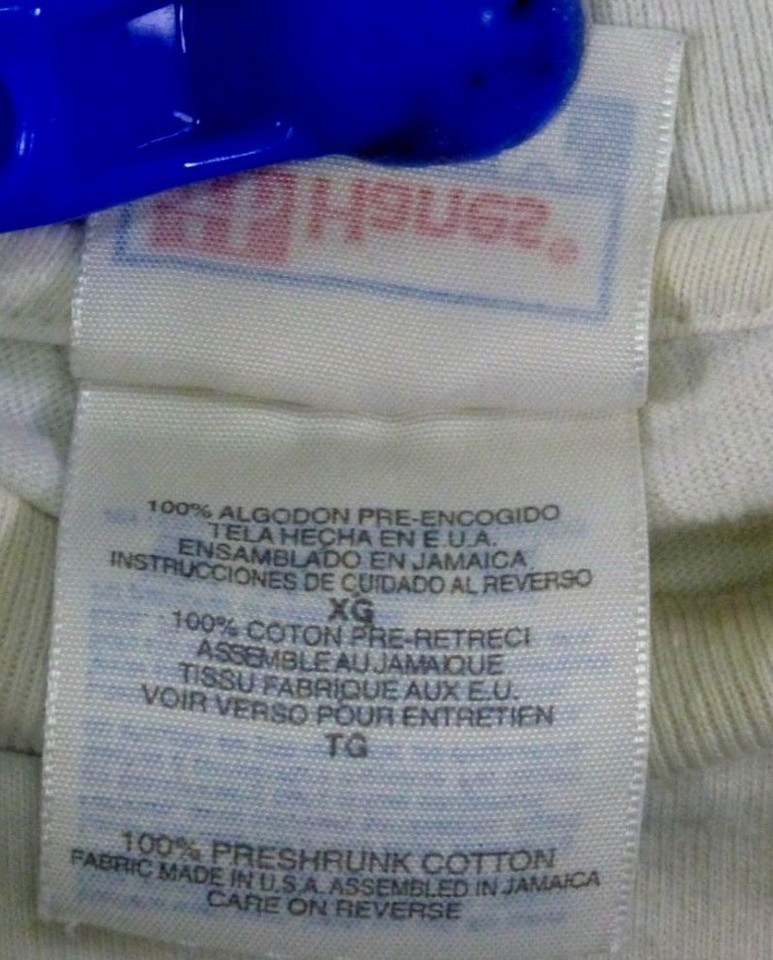 Hanes®
100% ALGODON PRE-ENCOGIDO
TELA HECHA EN E.U.A.
ENSAMBLADO EN JAMAICA
INSTRUCCIONES DE CUIDADO AL REVERSO
XG
100% COTON PRE-RETRECI
ASSEMBLE AU JAMAIQUE
TISSU FABRIQUE AUX E.U.
VOIR VERSO POUR ENTRETIEN
TG
100% PRESHRUNK COTTON
FABRIC MADE IN U.S.A. ASSEMBLED IN JAMAICA
CARE ON REVERSE